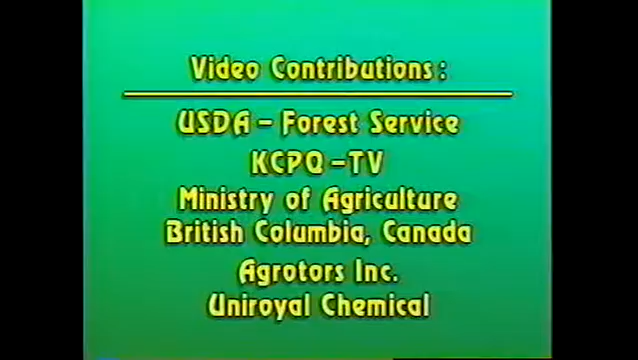 Video Contributions:
USDA - Forest Service
KCPQ-TV
Ministry of Agriculture
British Columbia, Canada
Agrotors Inc.
Uniroyal Chemical